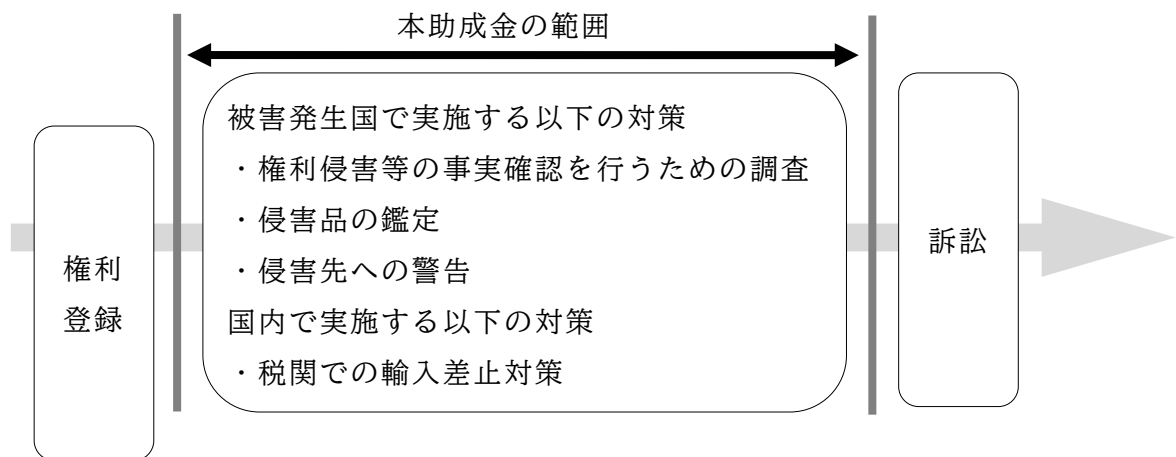 本助成金の範囲
権利
登録
被害発生国で実施する以下の対策
・権利侵害等の事実確認を行うための調査
・侵害品の鑑定
・侵害先への警告
国内で実施する以下の対策
・税関での輸入差止対策
訴訟